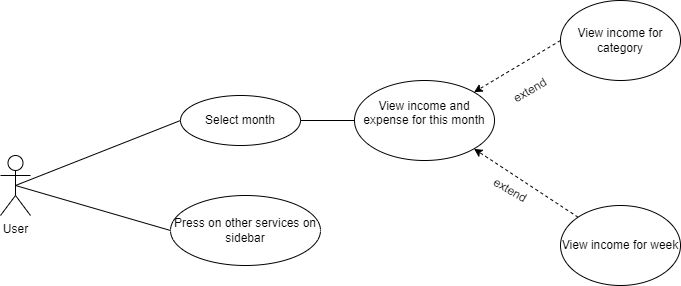 View income for
category
extend
View income and
expense for this month
Select month
extend
User
Press on other services on
sidebar
View income for week